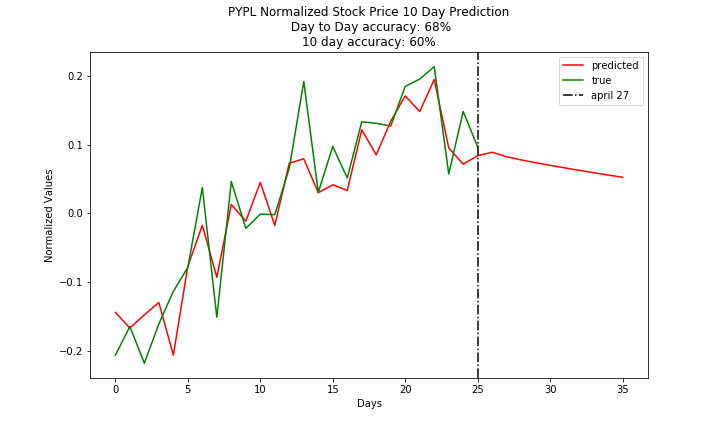 PYPL Normalized Stock Price 10 Day Prediction
Day to Day accuracy: 68%
10 day accuracy: 60%
predicted
true
april 27
0.2
0.1
0.0
−0.1
−0.2
Normalized Values
0 5 10 15 20 25 30 35
Days